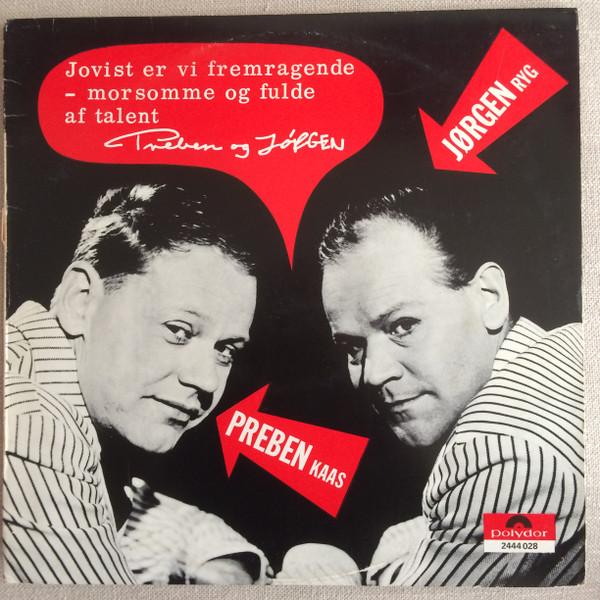 Jovist er vi fremragende
- morsomme og fulde
af talent
Preben og JØRGEN
JØRGEN RYG
PREBEN KAAS
polydor
2444 028